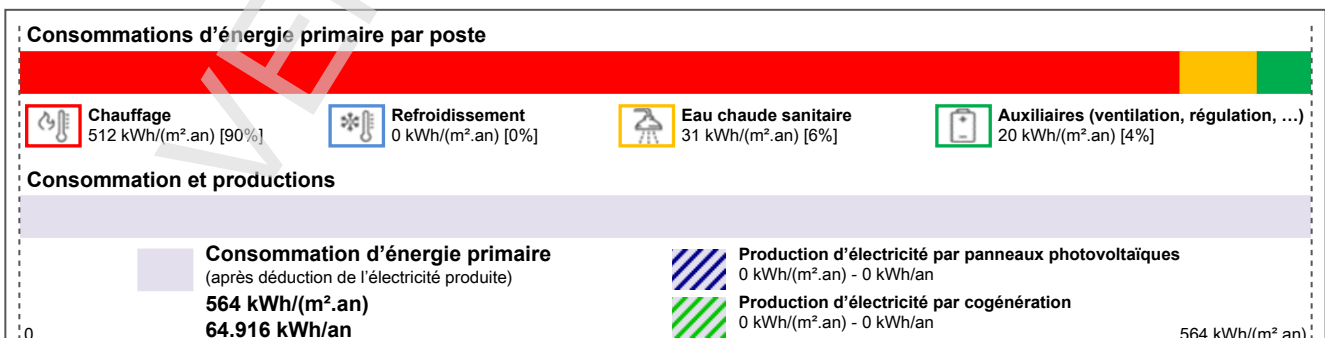 Consommations d'énergie primaire par poste
Chauffage
512 kWh/(m².an) [90%]
Refroidissement
0 kWh/(m².an) [0%]
Eau chaude sanitaire
31 kWh/(m².an) [6%]
Auxiliaires (ventilation, régulation, …)
20 kWh/(m².an) [4%]
Consommation et productions
Consommation d'énergie primaire
(après déduction de l'électricité produite)
564 kWh/(m².an)
64.916 kWh/an
Production d'électricité par panneaux photovoltaïques
0 kWh/(m².an) - 0 kWh/an
Production d'électricité par cogénération
0 kWh/(m².an) - 0 kWh/an
0
564 kWh/(m².an)